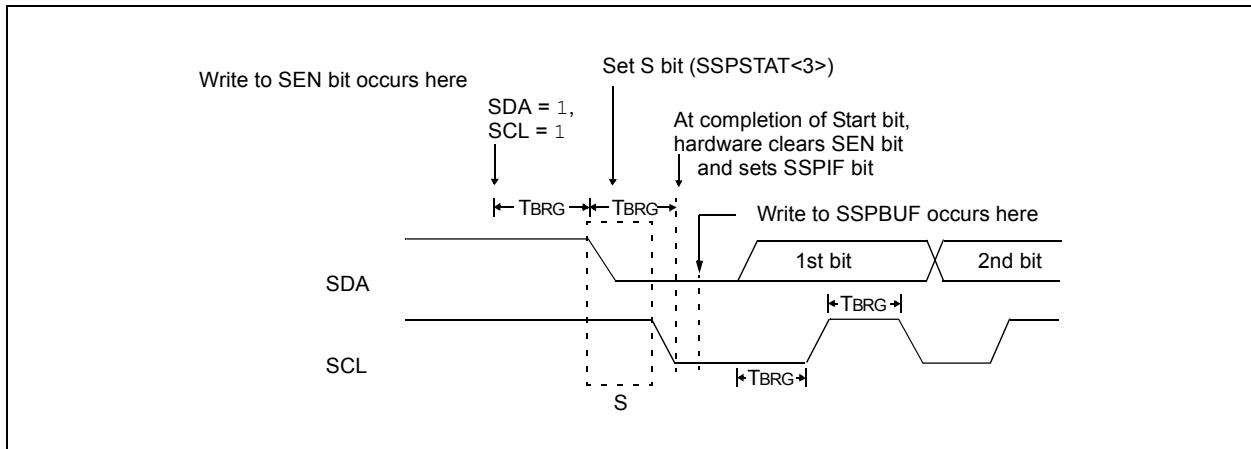 Write to SEN bit occurs here
Set S bit (SSPSTAT<3>)
SDA = 1,
SCL = 1
At completion of Start bit,
hardware clears SEN bit
and sets SSPIF bit
TBRG
TBRG
Write to SSPBUF occurs here
SDA
1st bit
2nd bit
TBRG
SCL
TBRG
S